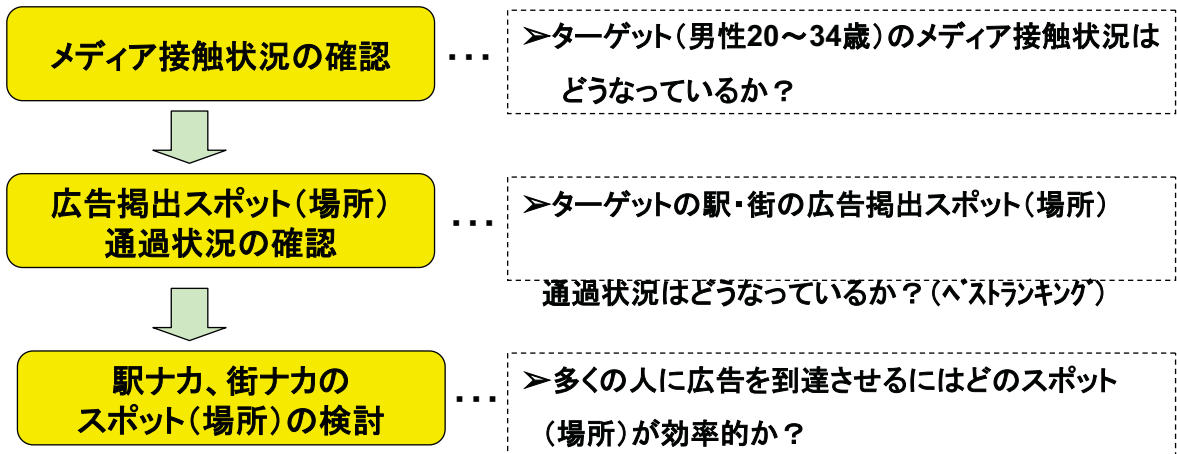 メディア接触状況の確認
･･･
➢ターゲット(男性20～34歳)のメディア接触状況は
どうなっているか？
広告掲出スポット(場所)
通過状況の確認
･･･
➢ターゲットの駅・街の広告掲出スポット(場所)
通過状況はどうなっているか？(ﾍﾞｽﾄﾗﾝｷﾝｸﾞ)
駅ナカ、街ナカの
スポット(場所)の検討
･･･
➢多くの人に広告を到達させるにはどのスポット
(場所)が効率的か？